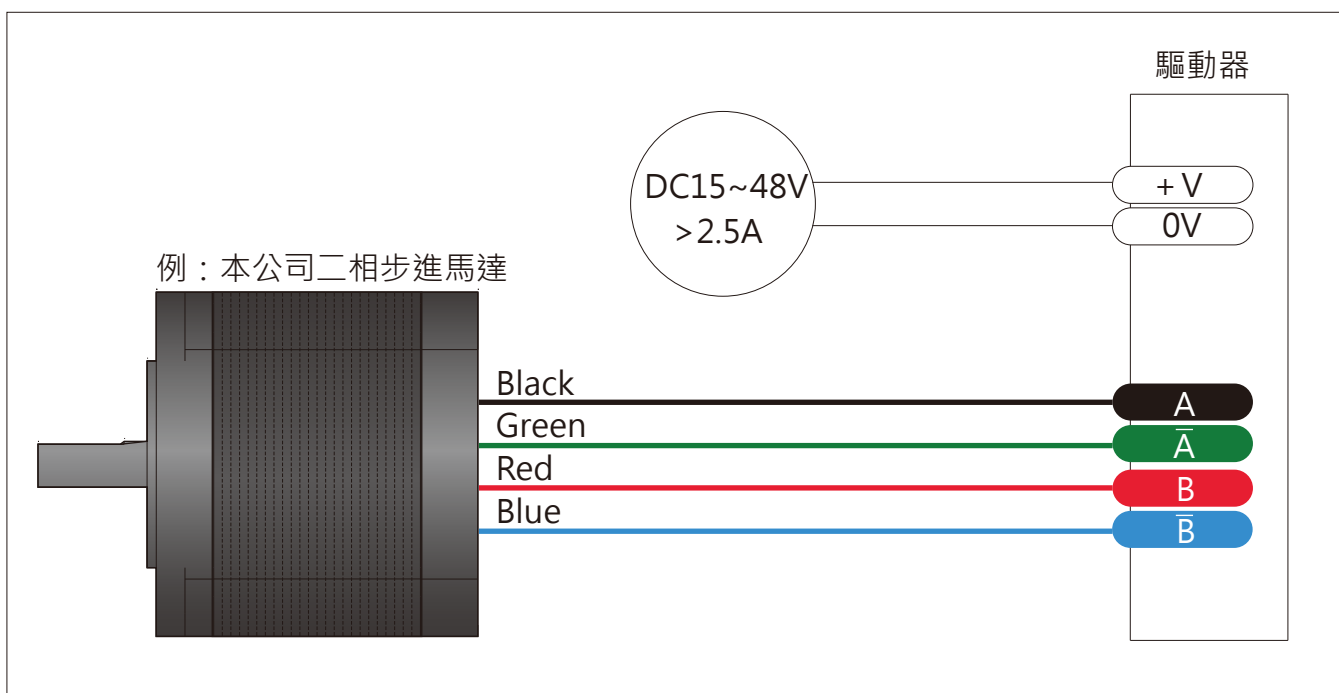 驅動器
DC15~48V
>2.5A
+V
0V
例：本公司二相步進馬達
Black
A
Green
A̅
Red
B
Blue
B̅